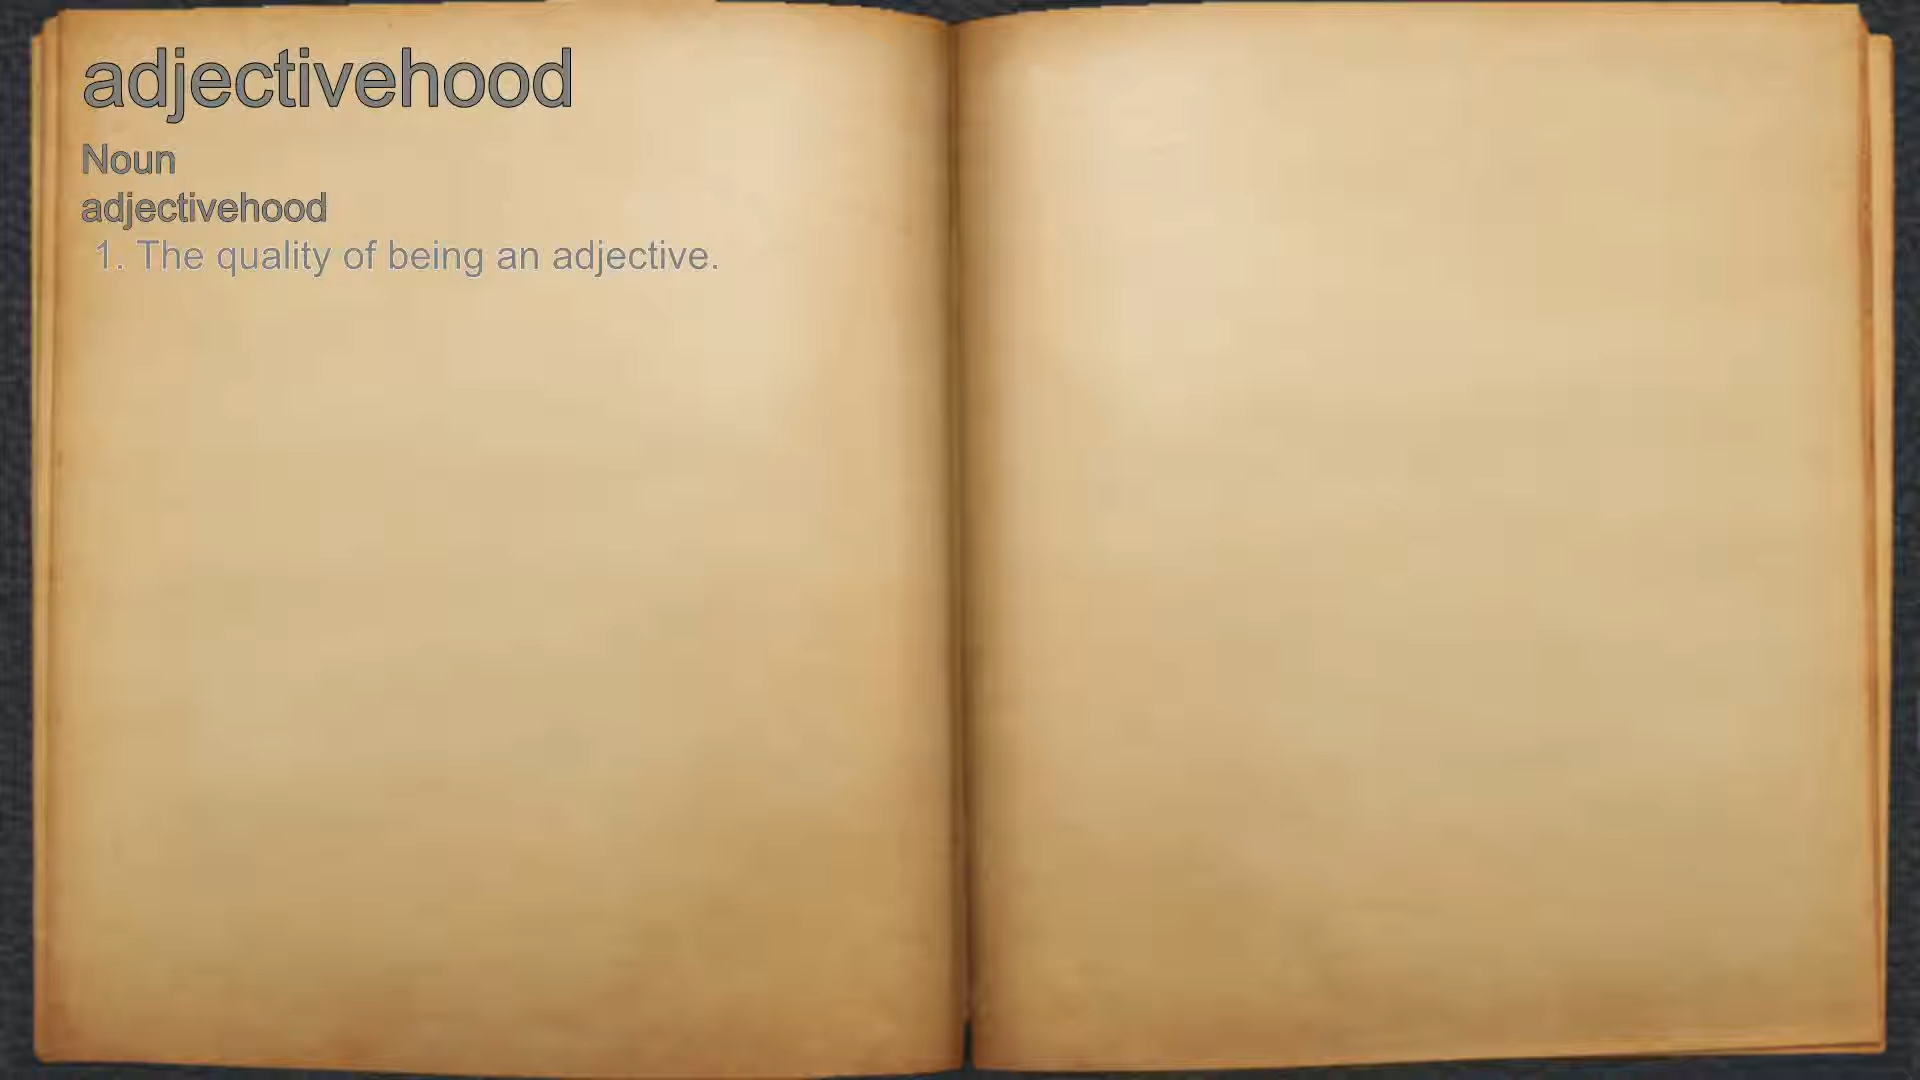 adjectivehood
Noun
adjectivehood
1. The quality of being an adjective.